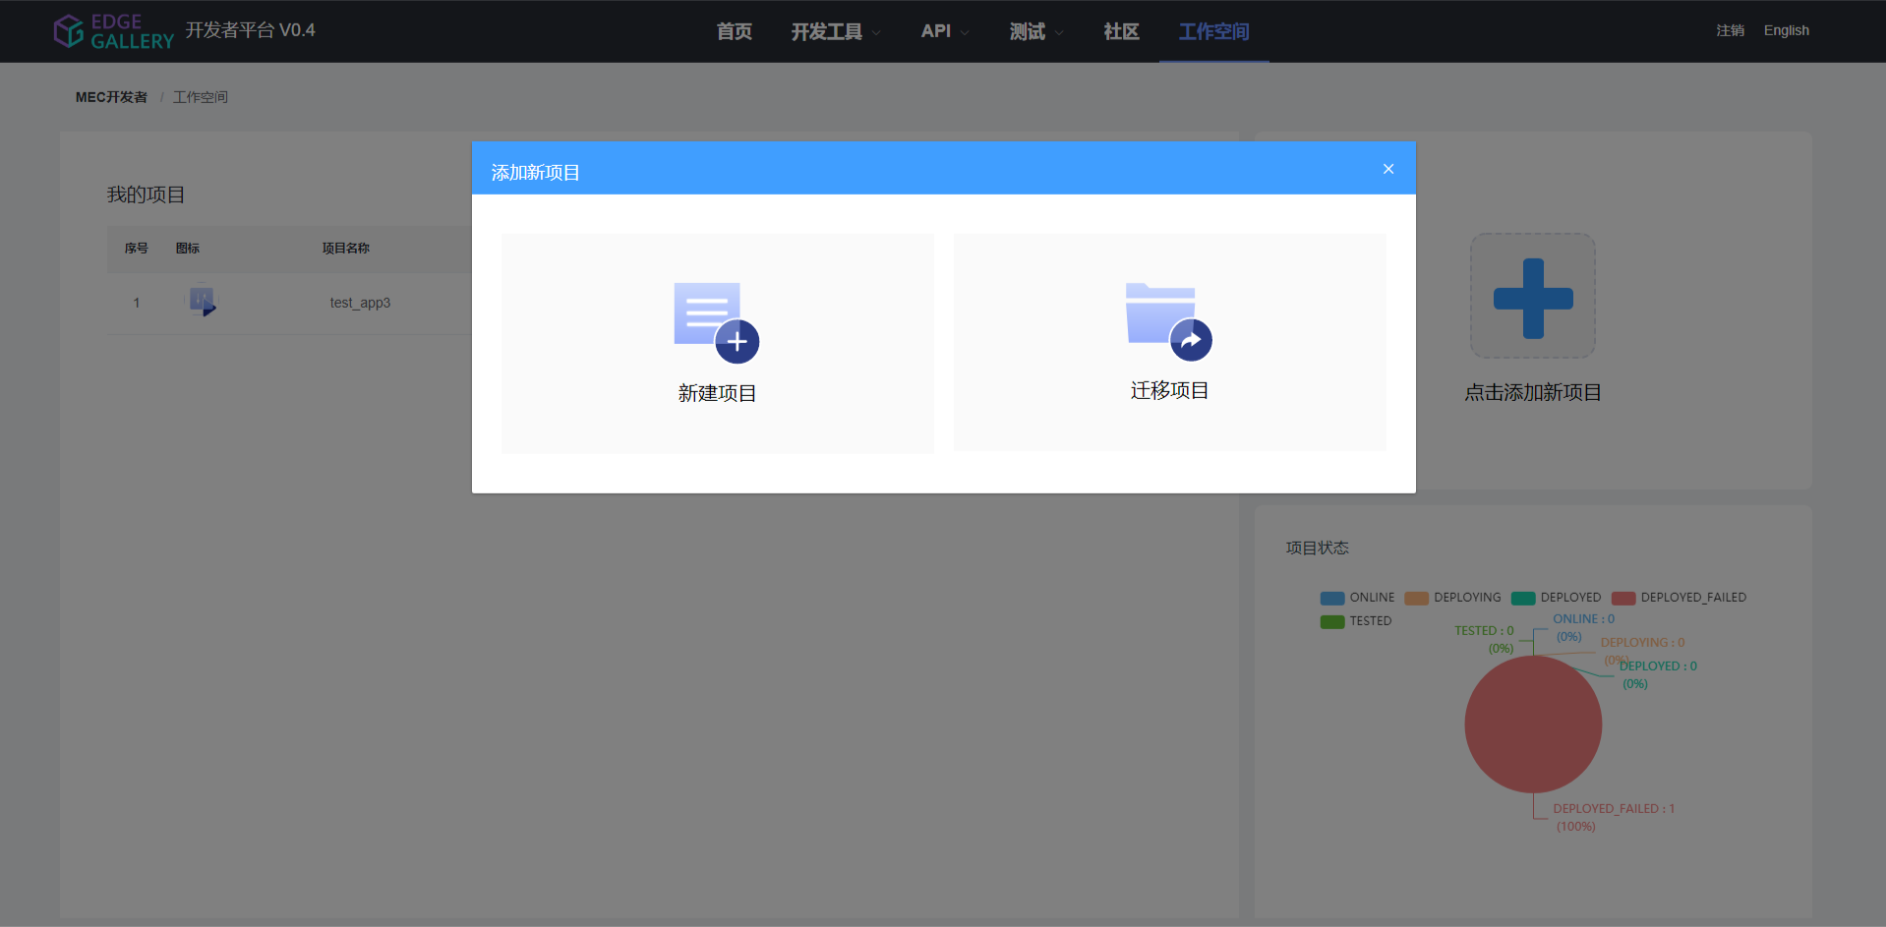 EDGE
GALLERY
开发者平台 V0.4
首页
开发工具
API
测试
社区
工作空间
注销
English
MEC开发者 / 工作空间
添加新项目
×
我的项目
序号 图标 项目名称
1 test_app3
新建项目
迁移项目
点击添加新项目
项目状态
ONLINE DEPLOYING DEPLOYED DEPLOYED_FAILED
TESTED
TESTED : 0
(0%)
ONLINE : 0
(0%)
DEPLOYING : 0
(0%)
DEPLOYED : 0
(0%)
DEPLOYED_FAILED : 1
(100%)